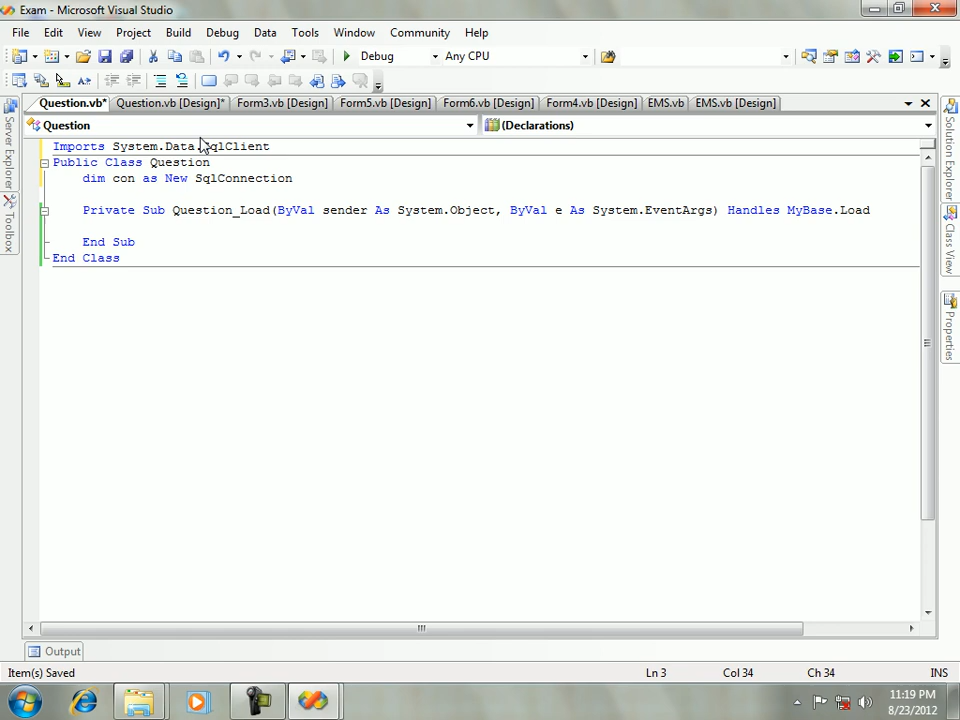 Exam - Microsoft Visual Studio
File Edit View Project Build Debug Data Tools Window Community Help
Debug Any CPU
Question.vb* Question.vb [Design]* Form3.vb [Design] Form5.vb [Design] Form6.vb [Design] Form4.vb [Design] EMS.vb EMS.vb [Design]
Question (Declarations)
Server Explorer
Toolbox
Imports System.Data.SqlClient
Public Class Question
dim con as New SqlConnection
Private Sub Question_Load(ByVal sender As System.Object, ByVal e As System.EventArgs) Handles MyBase.Load
End Sub
End Class
Solution Explorer
Class View
Properties
Output
Item(s) Saved Ln 3 Col 34 Ch 34 INS
11:19 PM
8/23/2012